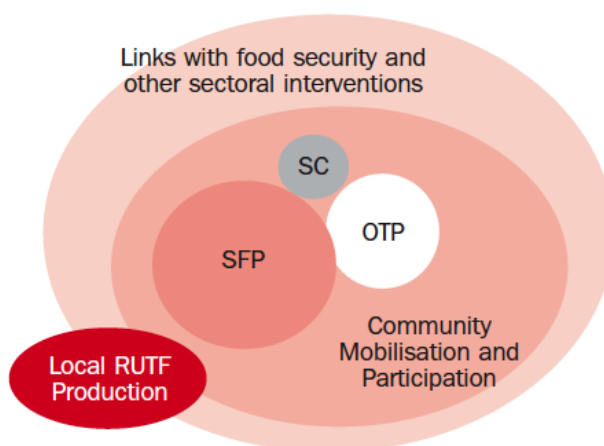 Links with food security and
other sectoral interventions
SC
OTP
SFP
Community
Mobilisation and
Participation
Local RUTF
Production